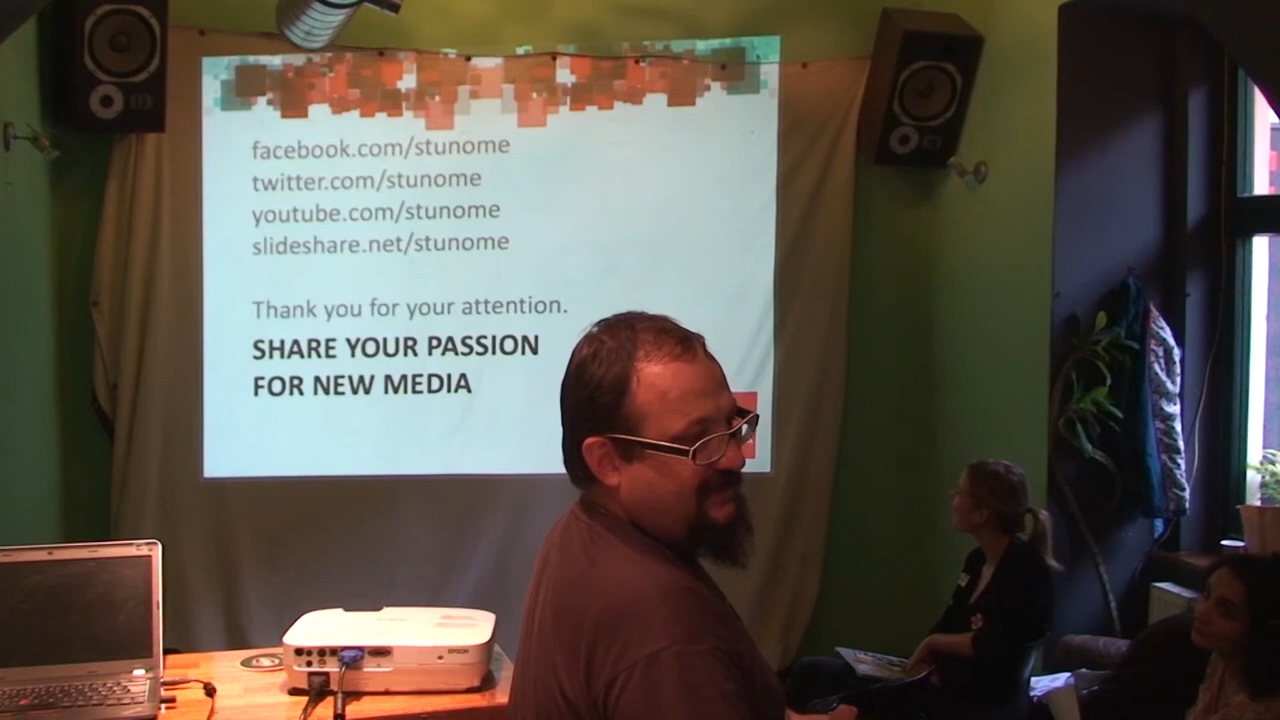 facebook.com/stunome
twitter.com/stunome
youtube.com/stunome
slideshare.net/stunome
Thank you for your attention.
SHARE YOUR PASSION
FOR NEW MEDIA
EPSON